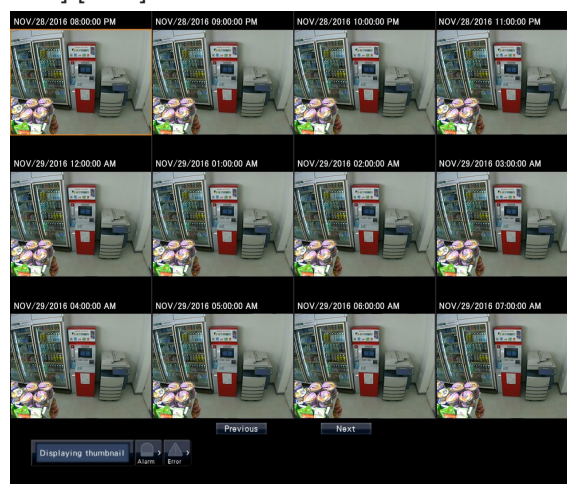 NOV/28/2016 08:00:00 PM
NOV/28/2016 09:00:00 PM
NOV/28/2016 10:00:00 PM
NOV/28/2016 11:00:00 PM
NOV/29/2016 12:00:00 AM
NOV/29/2016 01:00:00 AM
NOV/29/2016 02:00:00 AM
NOV/29/2016 03:00:00 AM
NOV/29/2016 04:00:00 AM
NOV/29/2016 05:00:00 AM
NOV/29/2016 06:00:00 AM
NOV/29/2016 07:00:00 AM
Previous
Next
Displaying thumbnail
Alarm
Error